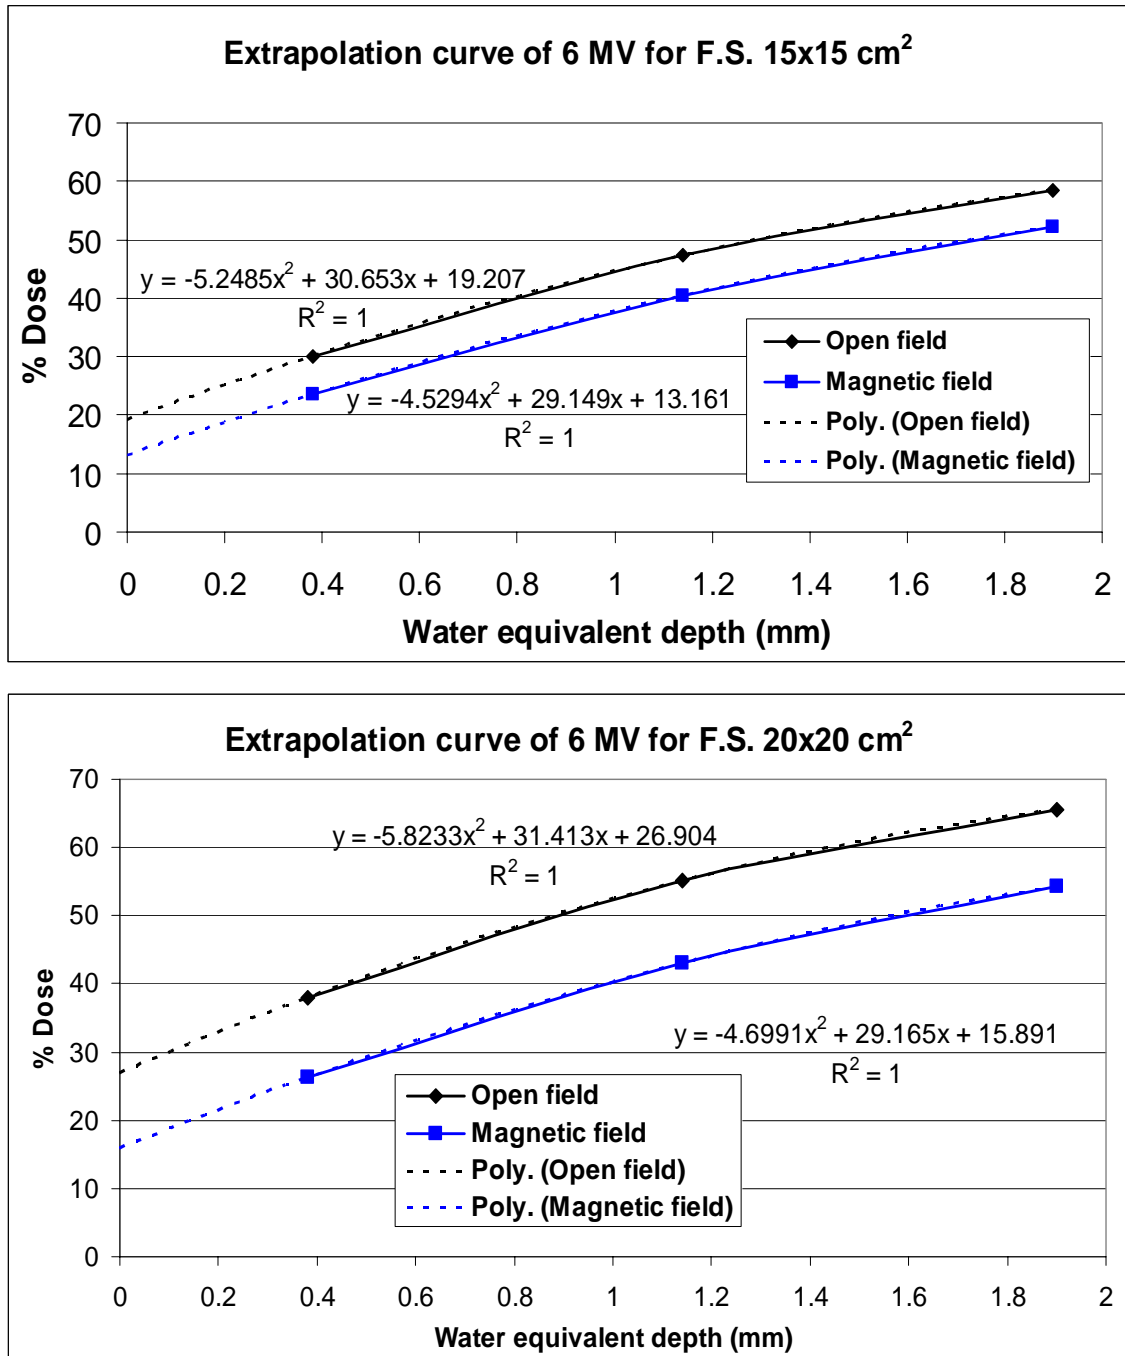 Extrapolation curve of 6 MV for F.S. 15x15 cm²
70
60
50
40
30
20
10
0
% Dose
y = -5.2485x² + 30.653x + 19.207
R² = 1
y = -4.5294x² + 29.149x + 13.161
R² = 1
Open field
Magnetic field
Poly. (Open field)
Poly. (Magnetic field)
0 0.2 0.4 0.6 0.8 1 1.2 1.4 1.6 1.8 2
Water equivalent depth (mm)
Extrapolation curve of 6 MV for F.S. 20x20 cm²
70
60
50
40
30
20
10
0
% Dose
y = -5.8233x² + 31.413x + 26.904
R² = 1
y = -4.6991x² + 29.165x + 15.891
R² = 1
Open field
Magnetic field
Poly. (Open field)
Poly. (Magnetic field)
0 0.2 0.4 0.6 0.8 1 1.2 1.4 1.6 1.8 2
Water equivalent depth (mm)